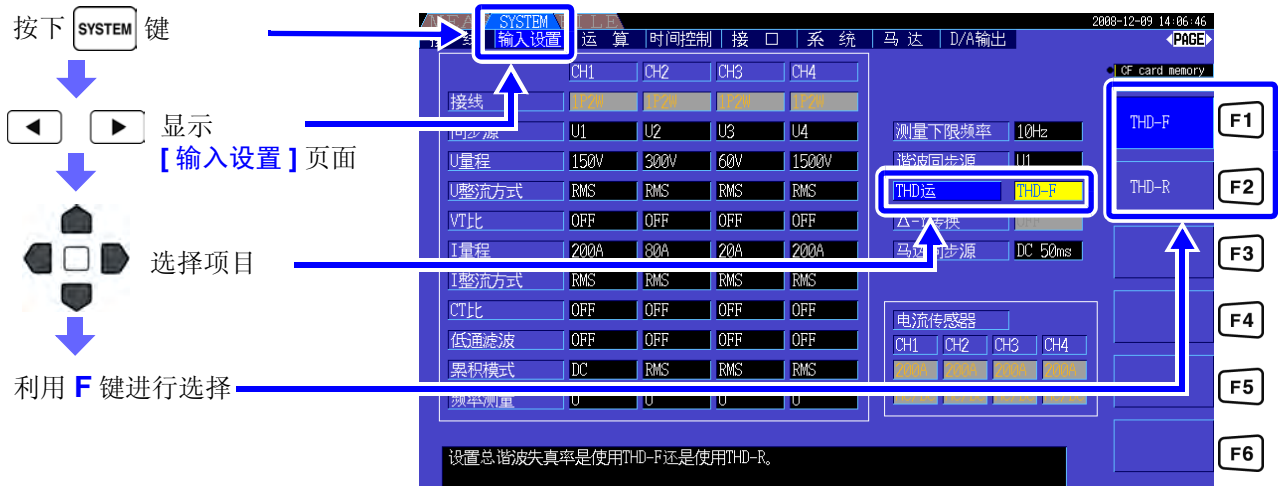 按下 SYSTEM 键
显示
[ 输入设置 ] 页面
选择项目
利用 F 键进行选择
SYSTEM 2008-12-09 14:06:46
输入设置 运 算 时间控制 接 口 系 统 马 达 D/A输出 PAGE
CH1 CH2 CH3 CH4 CF card memory
接线 1P2W 1P2W 1P2W 1P2W
同步源 U1 U2 U3 U4 测量下限频率 10Hz
U量程 150V 300V 60V 1500V 谐波同步源 U1
U整流方式 RMS RMS RMS RMS THD运 THD-F
VT比 OFF OFF OFF OFF OFF
I量程 200A 80A 20A 200A 马达同步源 DC 50ms
I整流方式 RMS RMS RMS RMS
CT比 OFF OFF OFF OFF 电流传感器
低通滤波 OFF OFF OFF OFF CH1 CH2 CH3 CH4
累积模式 DC RMS RMS RMS 200A 200A 200A 200A
频率测量 U U U U
设置总谐波失真率是使用THD-F还是使用THD-R。
THD-F F1
THD-R F2
F3
F4
F5
F6